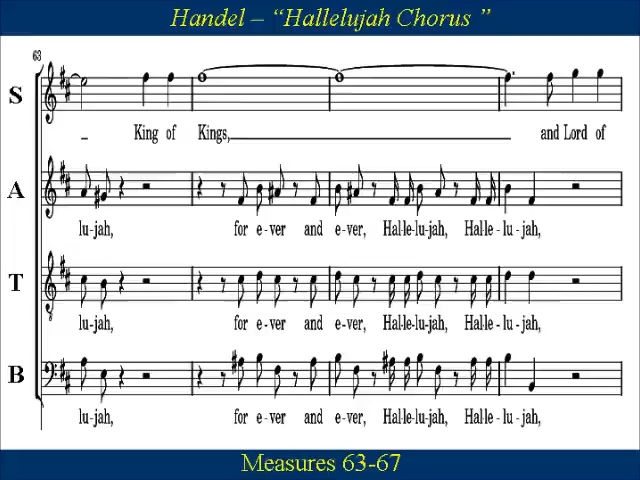 Handel – “Hallelujah Chorus ”
63
S
_ King of Kings,____ and Lord of
A
lu-jah, for e-ver and e-ver, Hal-le-lu-jah, Hal-le-lu-jah,
T
lu-jah, for e-ver and e-ver, Hal-le-lu-jah, Hal-le-lu-jah,
8
B
lu-jah, for e-ver and e-ver, Hal-le-lu-jah, Hal-le-lu-jah,
Measures 63-67